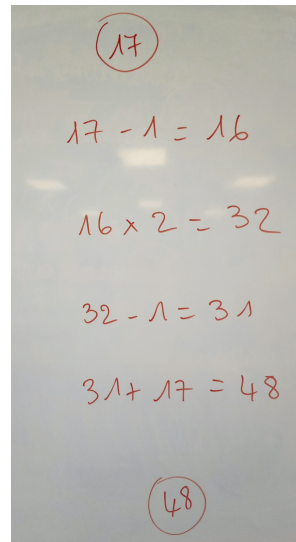 17
17 - 1 = 16
16 × 2 = 32
32 - 1 = 31
31 + 17 = 48
48